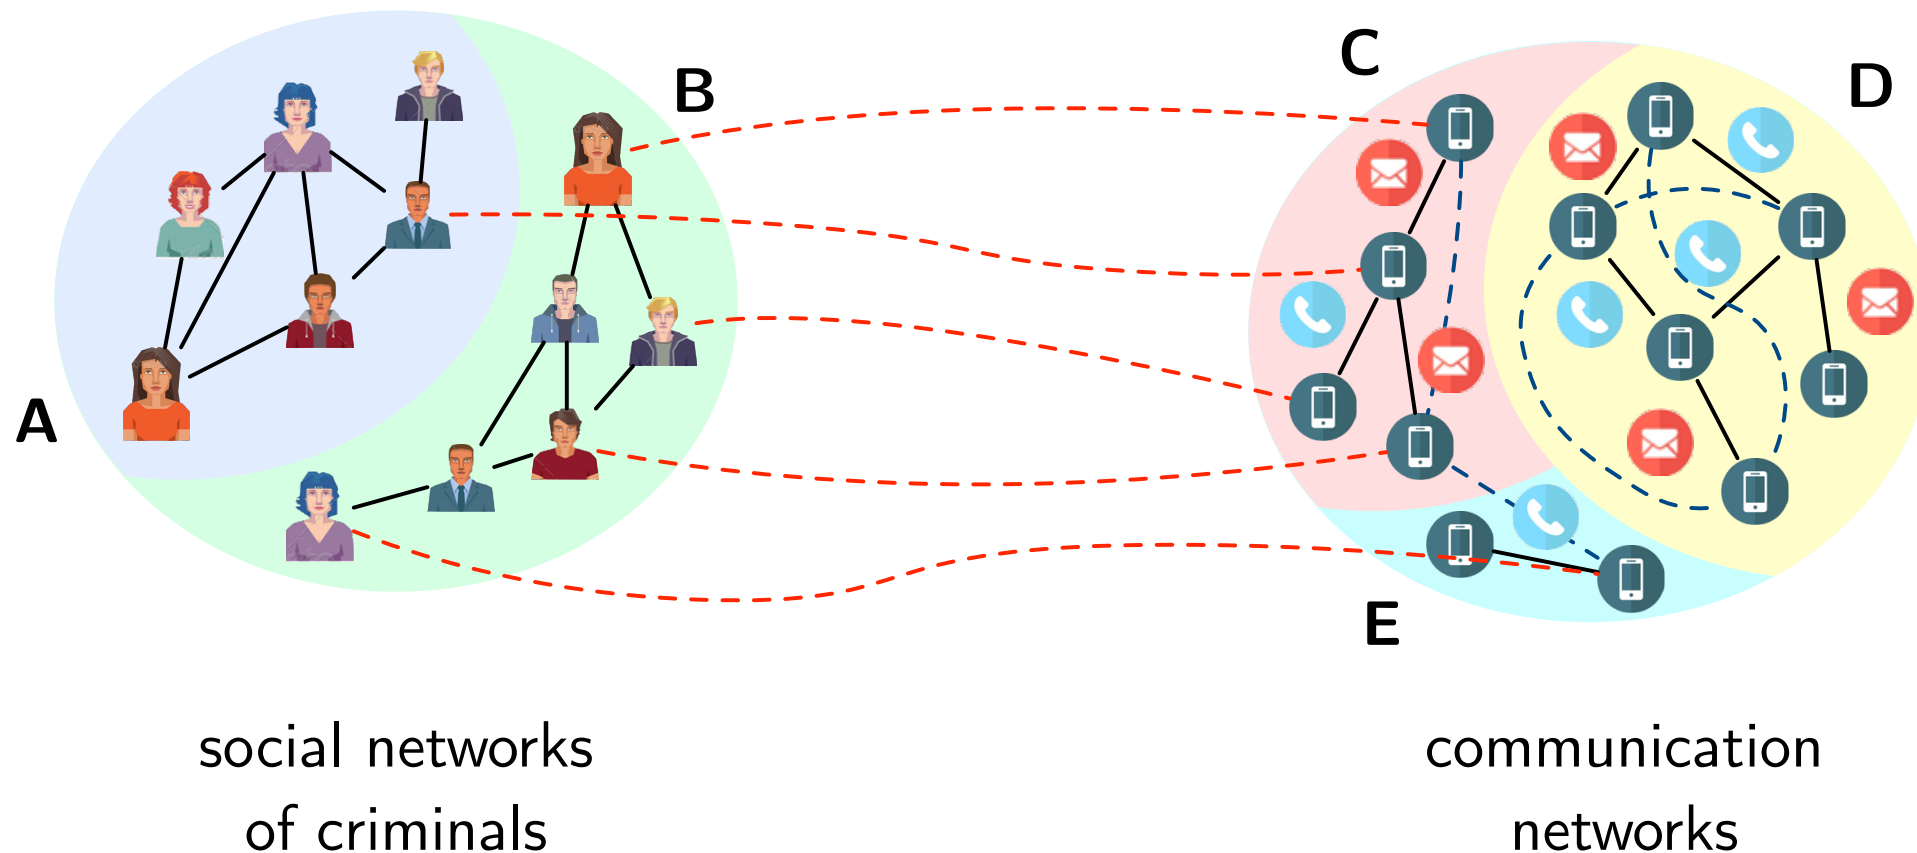 A
B
C
D
E
social networks
of criminals
communication
networks